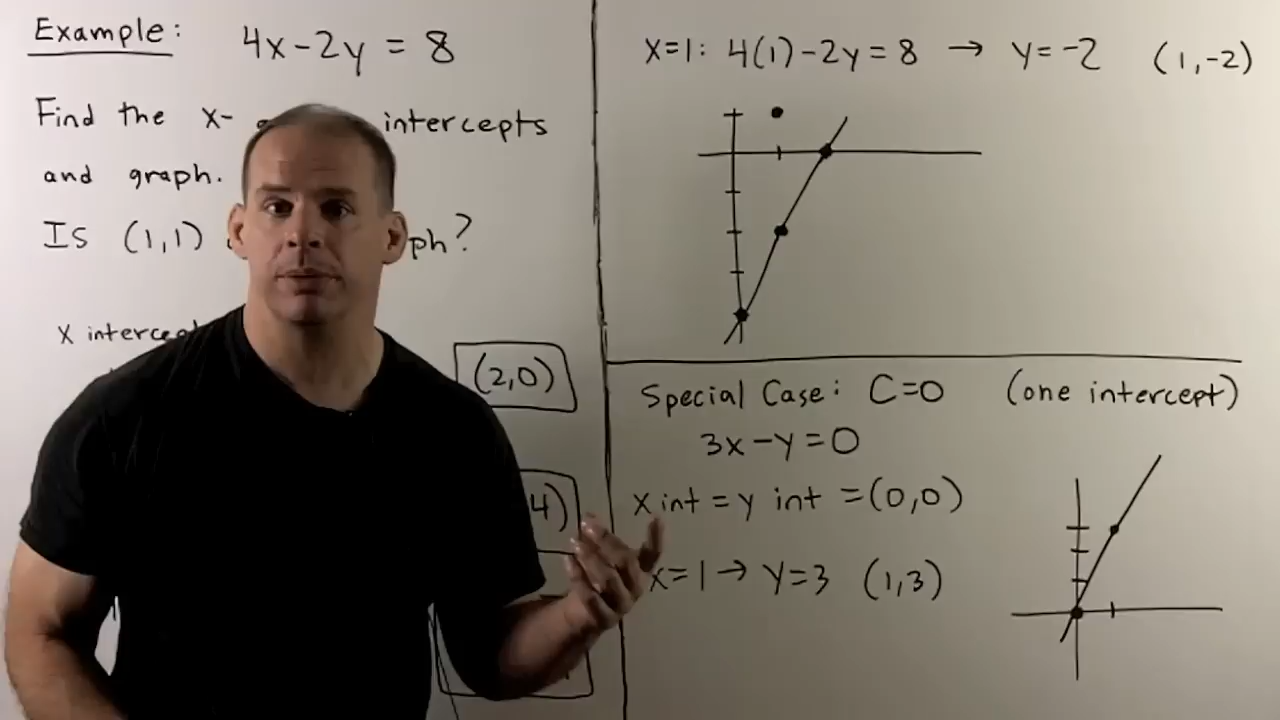 Example: 4x-2y = 8
Find the x- intercepts
and graph.
Is (1,1) ph?
x intercep
(2,0)
4)
x=1: 4(1)-2y=8 → y=-2 (1,-2)
Special Case: C=0 (one intercept)
3x-y=0
x int = y int =(0,0)
x=1→ y=3 (1,3)